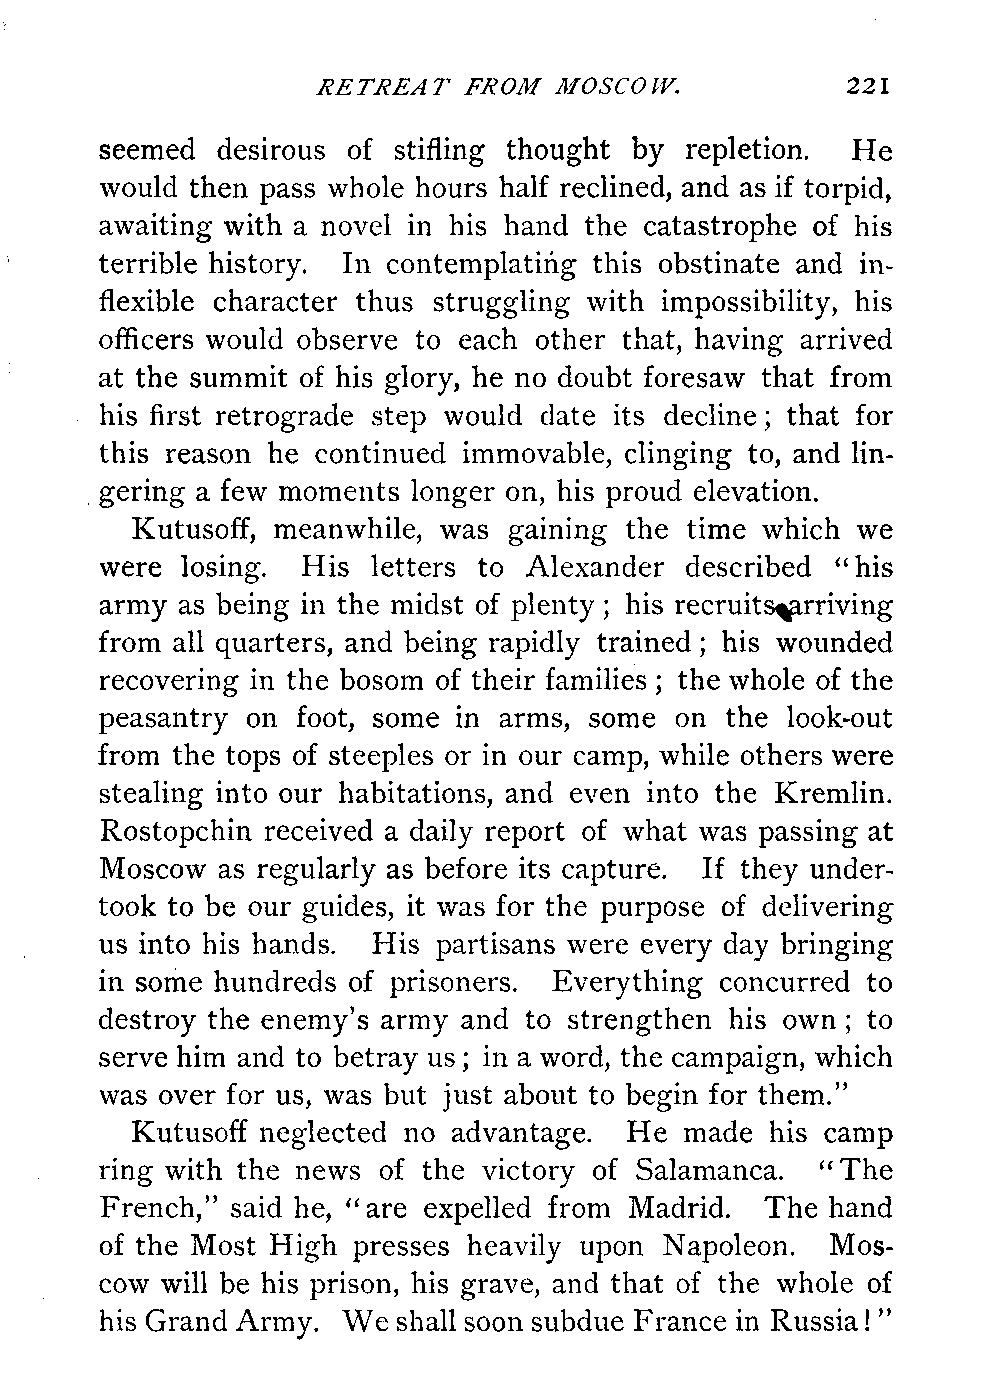 RETREAT FROM MOSCOW. 221
seemed desirous of stifling thought by repletion. He
would then pass whole hours half reclined, and as if torpid,
awaiting with a novel in his hand the catastrophe of his
terrible history. In contemplating this obstinate and in-
flexible character thus struggling with impossibility, his
officers would observe to each other that, having arrived
at the summit of his glory, he no doubt foresaw that from
his first retrograde step would date its decline; that for
this reason he continued immovable, clinging to, and lin-
gering a few moments longer on, his proud elevation.
Kutusoff, meanwhile, was gaining the time which we
were losing. His letters to Alexander described "his
army as being in the midst of plenty; his recruits arriving
from all quarters, and being rapidly trained; his wounded
recovering in the bosom of their families; the whole of the
peasantry on foot, some in arms, some on the look-out
from the tops of steeples or in our camp, while others were
stealing into our habitations, and even into the Kremlin.
Rostopchin received a daily report of what was passing at
Moscow as regularly as before its capture. If they under-
took to be our guides, it was for the purpose of delivering
us into his hands. His partisans were every day bringing
in some hundreds of prisoners. Everything concurred to
destroy the enemy's army and to strengthen his own; to
serve him and to betray us; in a word, the campaign, which
was over for us, was but just about to begin for them."
Kutusoff neglected no advantage. He made his camp
ring with the news of the victory of Salamanca. "The
French," said he, "are expelled from Madrid. The hand
of the Most High presses heavily upon Napoleon. Mos-
cow will be his prison, his grave, and that of the whole of
his Grand Army. We shall soon subdue France in Russia!"